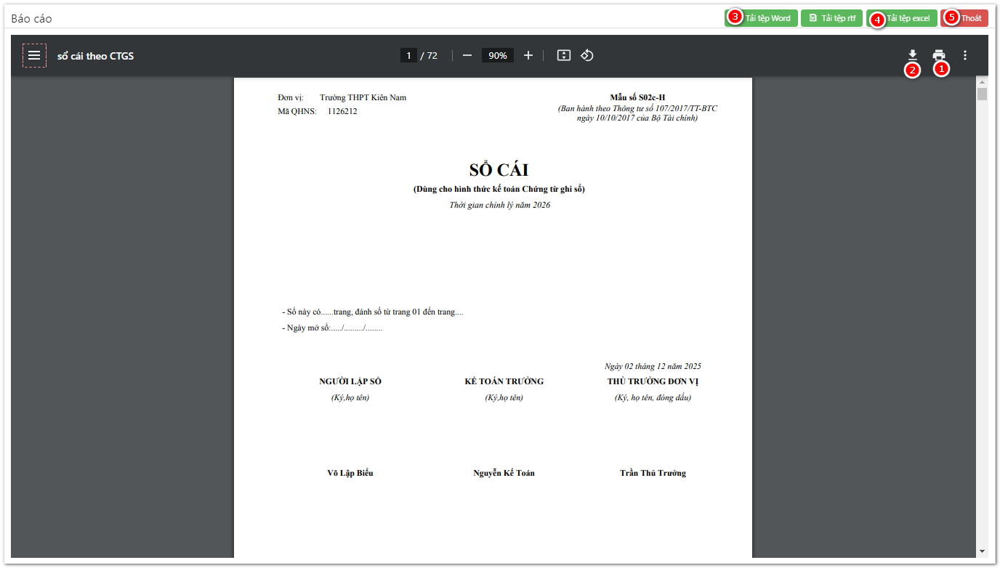 Báo cáo
3 Tải tệp Word Tải tệp rtf 4 Tải tệp excel 5 Thoát
sổ cái theo CTGS 1 / 72 90%
2 1
Đơn vị: Trường THPT Kiên Nam
Mã QHNS: 1126212
Mẫu số S02c-H
(Ban hành theo Thông tư số 107/2017/TT-BTC
ngày 10/10/2017 của Bộ Tài chính)
SỔ CÁI
(Dùng cho hình thức kế toán Chứng từ ghi sổ)
Thời gian chỉnh lý năm 2026
- Sổ này có......trang, đánh số từ trang 01 đến trang....
- Ngày mở sổ:...../........./........
Ngày 02 tháng 12 năm 2025
NGƯỜI LẬP SỔ KẾ TOÁN TRƯỞNG THỦ TRƯỞNG ĐƠN VỊ
(Ký,họ tên) (Ký,họ tên) (Ký, họ tên, đóng dấu)
Võ Lập Biểu Nguyễn Kế Toán Trần Thủ Trưởng